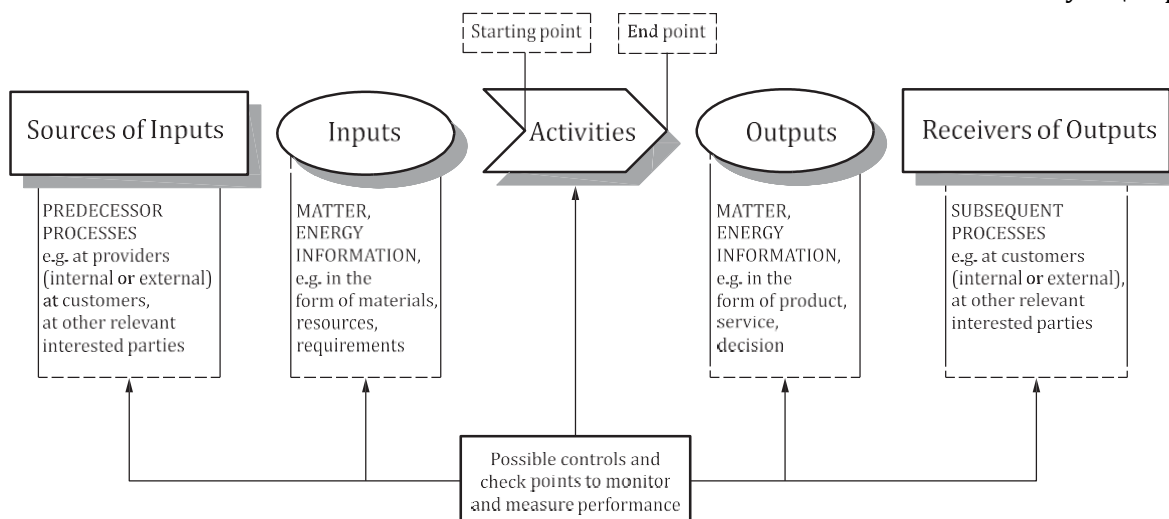 Starting point
End point
Sources of Inputs
Inputs
Activities
Outputs
Receivers of Outputs
PREDECESSOR
PROCESSES
e.g. at providers
(internal or external)
at customers,
at other relevant
interested parties
MATTER,
ENERGY
INFORMATION,
e.g. in the
form of materials,
resources,
requirements
MATTER,
ENERGY
INFORMATION,
e.g. in the
form of product,
service,
decision
SUBSEQUENT
PROCESSES
e.g. at customers
(internal or external),
at other relevant
interested parties
Possible controls and
check points to monitor
and measure performance